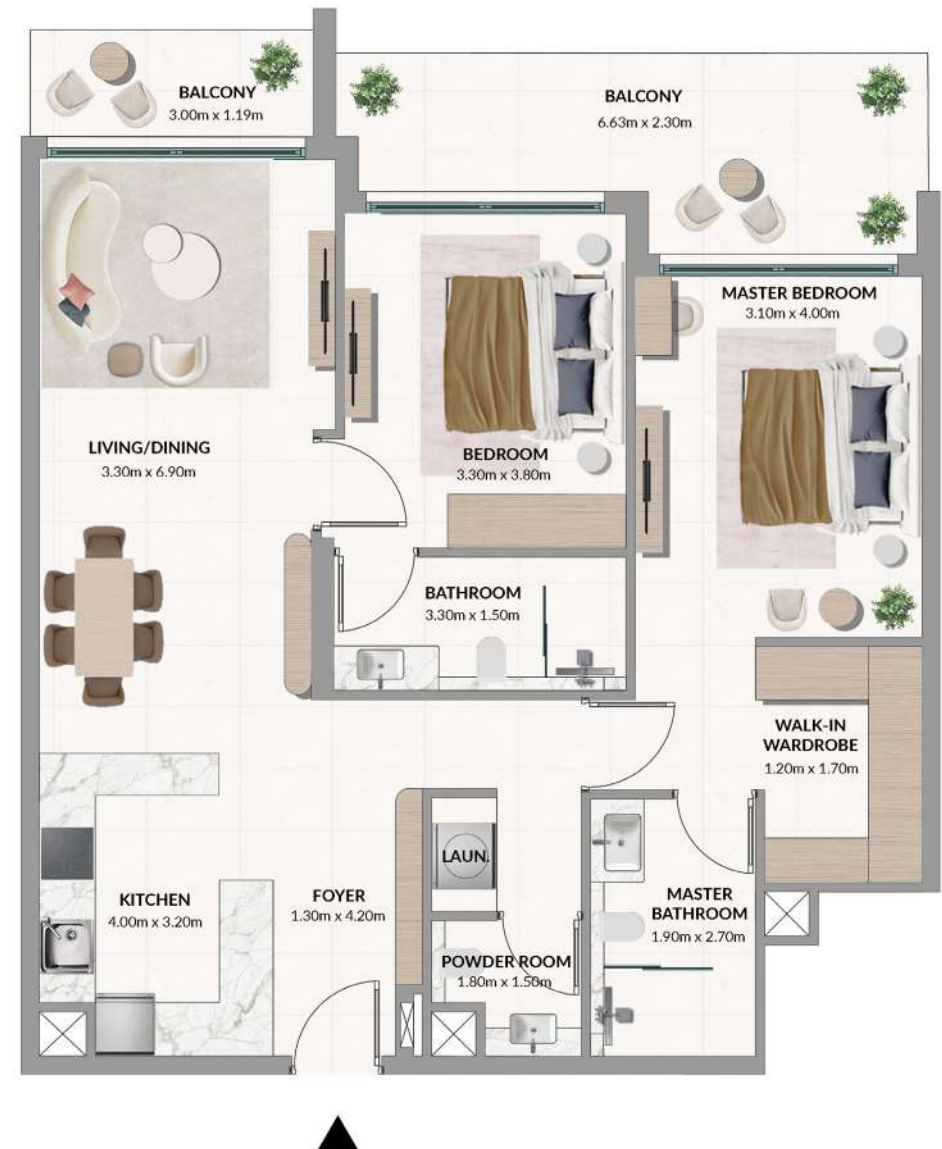 BALCONY
3.00m x 1.19m
BALCONY
6.63m x 2.30m
MASTER BEDROOM
3.10m x 4.00m
LIVING/DINING
3.30m x 6.90m
BEDROOM
3.30m x 3.80m
BATHROOM
3.30m x 1.50m
WALK-IN
WARDROBE
1.20m x 1.70m
LAUN.
KITCHEN
4.00m x 3.20m
FOYER
1.30m x 4.20m
MASTER
BATHROOM
1.90m x 2.70m
POWDER ROOM
1.80m x 1.50m